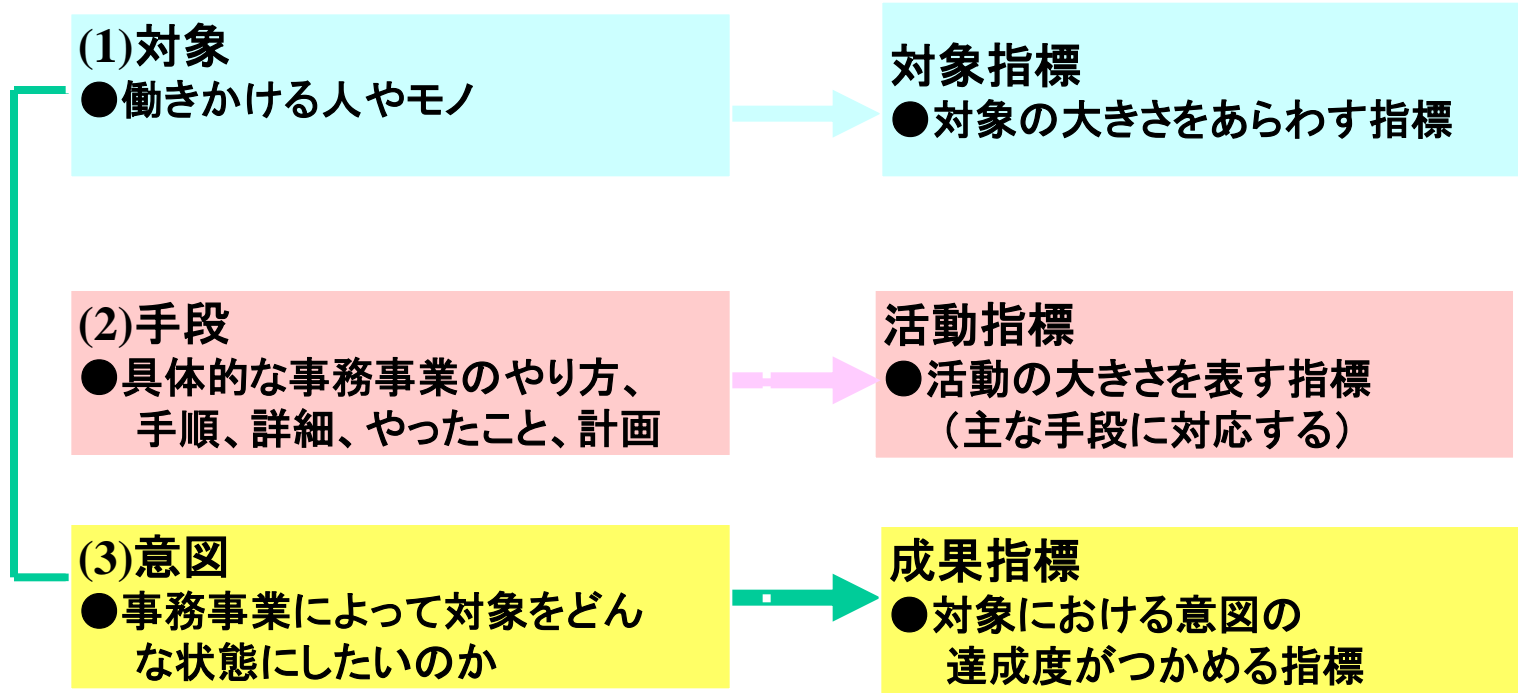 (1)対象
●働きかける人やモノ
対象指標
●対象の大きさをあらわす指標
(2)手段
●具体的な事務事業のやり方、
手順、詳細、やったこと、計画
活動指標
●活動の大きさを表す指標
（主な手段に対応する）
(3)意図
●事務事業によって対象をどん
な状態にしたいのか
成果指標
●対象における意図の
達成度がつかめる指標